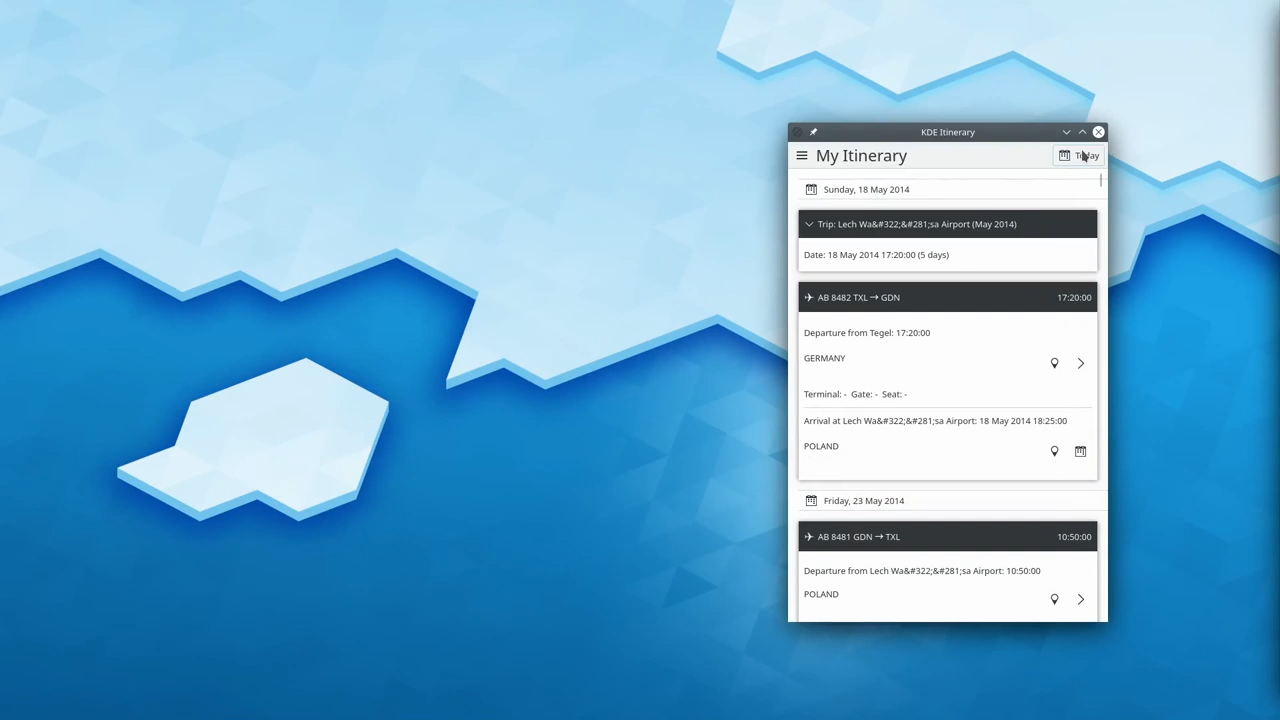 KDE Itinerary
My Itinerary
Today
Sunday, 18 May 2014
Trip: Lech Wa&#322;&#281;sa Airport (May 2014)
Date: 18 May 2014 17:20:00 (5 days)
AB 8482 TXL → GDN 17:20:00
Departure from Tegel: 17:20:00
GERMANY
Terminal: - Gate: - Seat: -
Arrival at Lech Wa&#322;&#281;sa Airport: 18 May 2014 18:25:00
POLAND
Friday, 23 May 2014
AB 8481 GDN → TXL 10:50:00
Departure from Lech Wa&#322;&#281;sa Airport: 10:50:00
POLAND